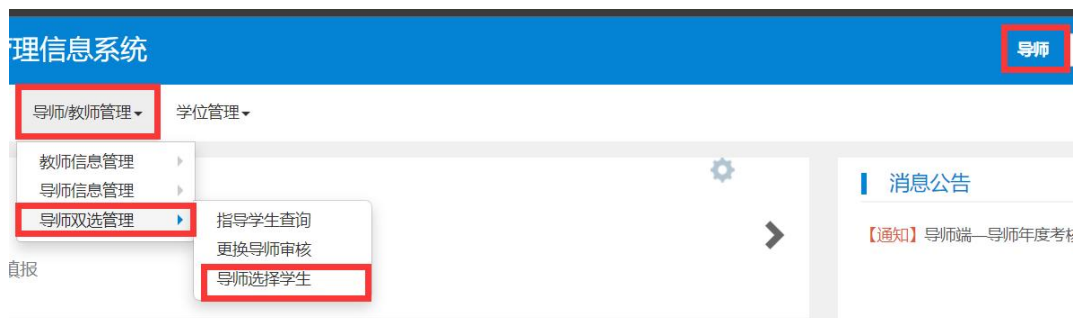 理信息系统
导师
导师/教师管理
学位管理
教师信息管理
导师信息管理
导师双选管理
指导学生查询
更换导师审核
导师选择学生
填报
消息公告
【通知】导师端—导师年度考核